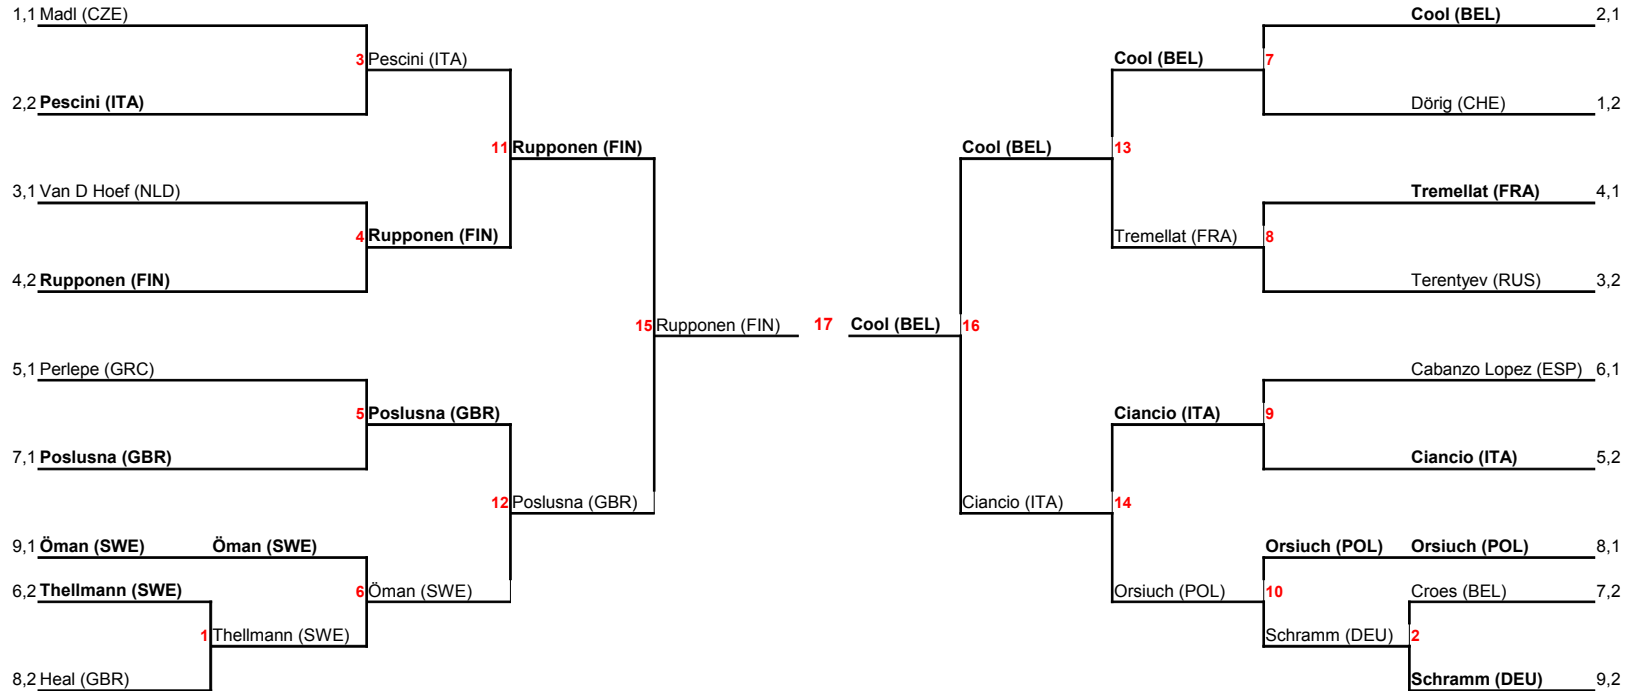 1,1 Madl (CZE) Cool (BEL) 2,1
3 Pescini (ITA) Cool (BEL) 7
2,2 Pescini (ITA) Dörig (CHE) 1,2
11 Rupponen (FIN) Cool (BEL) 13
3,1 Van D Hoef (NLD) Tremellat (FRA) 4,1
4 Rupponen (FIN) Tremellat (FRA) 8
4,2 Rupponen (FIN) Terentyev (RUS) 3,2
15 Rupponen (FIN) 17 Cool (BEL) 16
5,1 Perlepe (GRC) Cabanzo Lopez (ESP) 6,1
5 Poslusna (GBR) Ciancio (ITA) 9
7,1 Poslusna (GBR) Ciancio (ITA) 5,2
12 Poslusna (GBR) Ciancio (ITA) 14
9,1 Öman (SWE) Öman (SWE) Orsiuch (POL) Orsiuch (POL) 8,1
6,2 Thellmann (SWE) 6 Öman (SWE) Orsiuch (POL) 10 Croes (BEL) 7,2
1 Thellmann (SWE) Schramm (DEU) 2
8,2 Heal (GBR) Schramm (DEU) 9,2